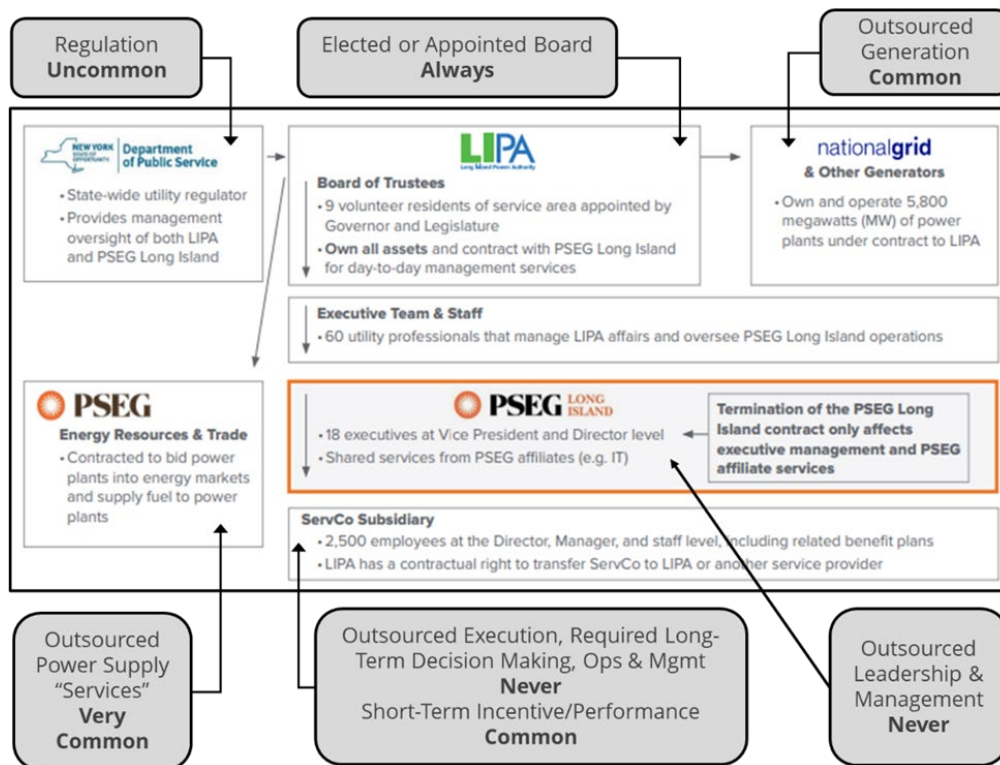 Regulation
Uncommon
Elected or Appointed Board
Always
Outsourced
Generation
Common
NEW YORK
STATE OF
OPPORTUNITY
Department
of Public Service
• State-wide utility regulator
• Provides management
oversight of both LIPA
and PSEG Long Island
LIPA
Long Island Power Authority
Board of Trustees
• 9 volunteer residents of service area appointed by
Governor and Legislature
• Own all assets and contract with PSEG Long Island
for day-to-day management services
nationalgrid
& Other Generators
• Own and operate 5,800
megawatts (MW) of power
plants under contract to LIPA
Executive Team & Staff
• 60 utility professionals that manage LIPA affairs and oversee PSEG Long Island operations
PSEG
Energy Resources & Trade
• Contracted to bid power
plants into energy markets
and supply fuel to power
plants
PSEG LONG
ISLAND
• 18 executives at Vice President and Director level
• Shared services from PSEG affiliates (e.g. IT)
Termination of the PSEG Long
Island contract only affects
executive management and PSEG
affiliate services
ServCo Subsidiary
• 2,500 employees at the Director, Manager, and staff level, including related benefit plans
• LIPA has a contractual right to transfer ServCo to LIPA or another service provider
Outsourced
Power Supply
“Services”
Very
Common
Outsourced Execution, Required Long-
Term Decision Making, Ops & Mgmt
Never
Short-Term Incentive/Performance
Common
Outsourced
Leadership &
Management
Never